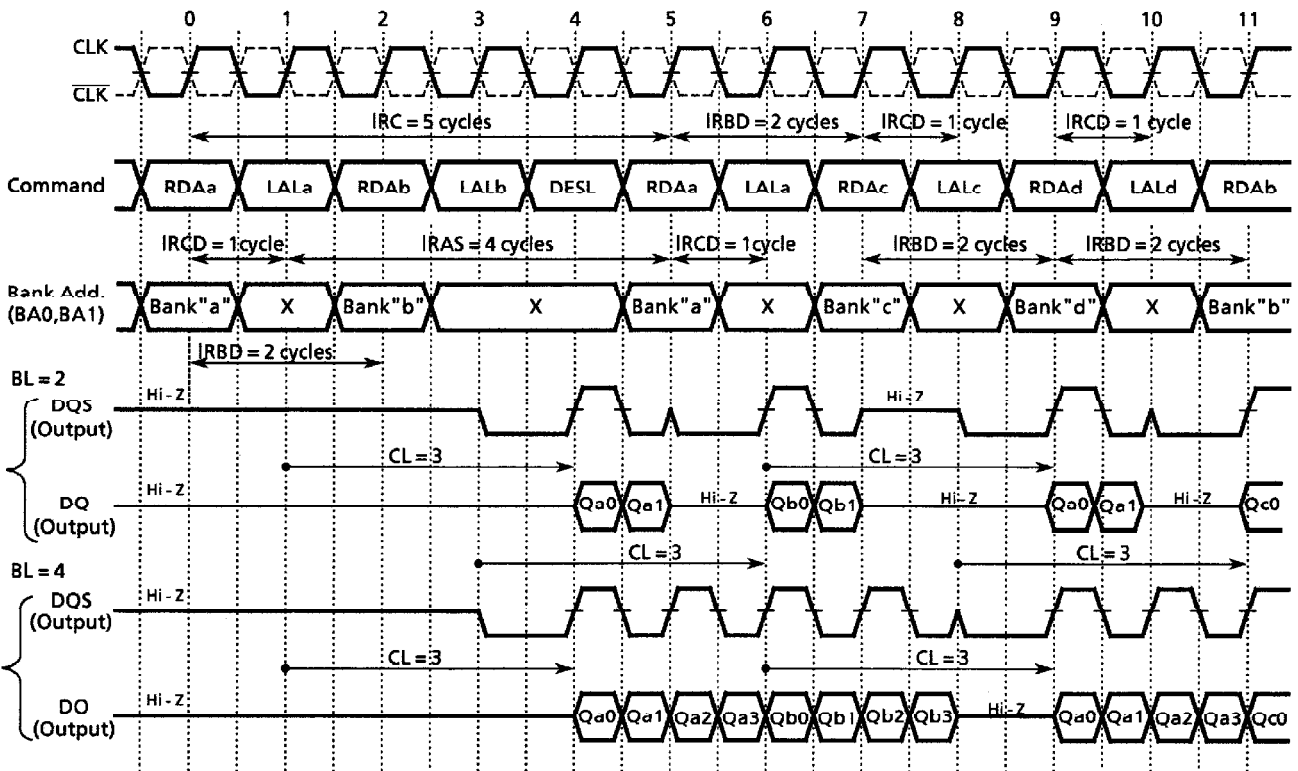 0 1 2 3 4 5 6 7 8 9 10 11
CLK
CLK
IRC = 5 cycles IRBD = 2 cycles IRCD = 1 cycle IRCD = 1 cycle
Command RDAa LALa RDAb LALb DESL RDAa LALa RDAc LALc RDAd LALd RDAb
IRCD = 1cycle IRAS = 4 cycles IRCD = 1cycle IRBD = 2 cycles IRBD = 2 cycles
Bank Add.
(BA0,BA1) Bank"a" X Bank"b" X Bank"a" X Bank"c" X Bank"d" X Bank"b"
IRBD = 2 cycles
BL = 2
DQS
(Output) Hi - Z Hi - Z
CL = 3 CL = 3
DQ
(Output) Hi - Z Qa0 Qa1 Hi - Z Qb0 Qb1 Hi - Z Qa0 Qa1 Hi - Z Qc0
CL = 3 CL = 3
BL = 4
DQS
(Output) Hi - Z
CL = 3 CL = 3
DQ
(Output) Hi - Z Qa0 Qa1 Qa2 Qa3 Qb0 Qb1 Qb2 Qb3 Hi - Z Qa0 Qa1 Qa2 Qa3 Qc0